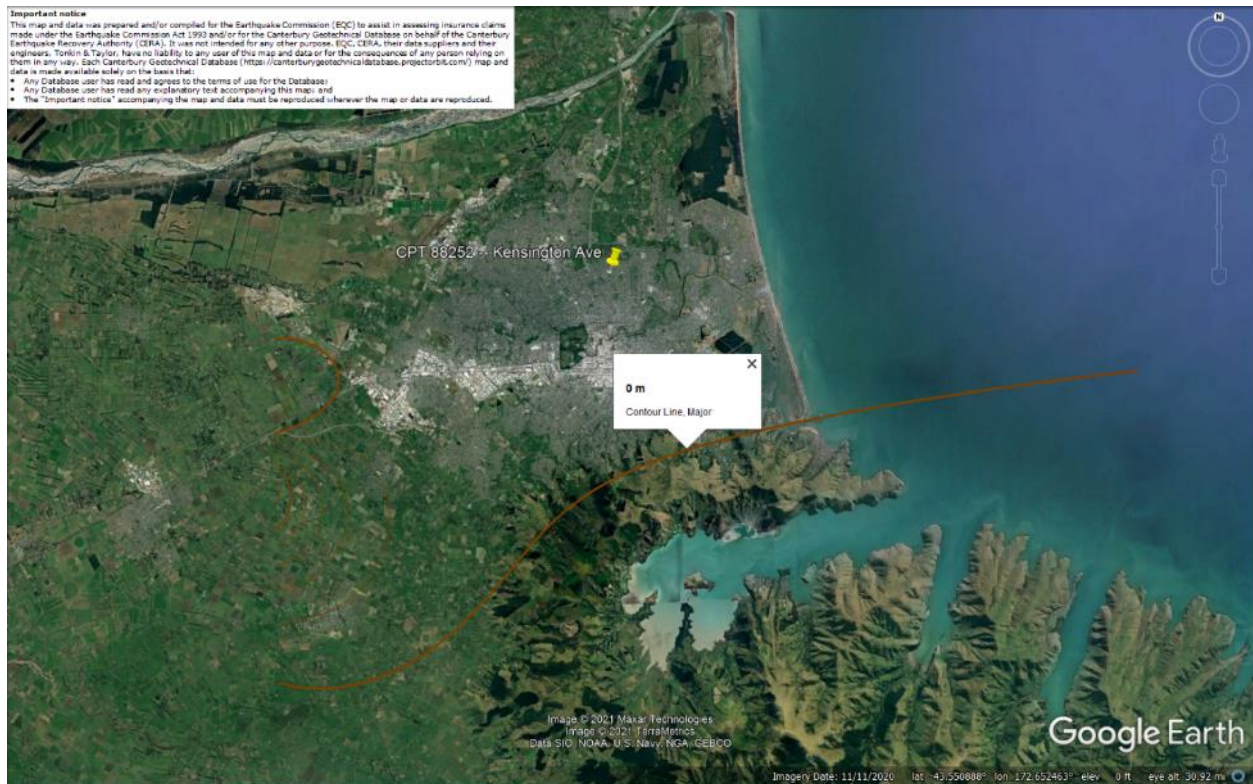 Important notice
This map and data was prepared and/or compiled for the Earthquake Commission (EQC) to assist in assessing insurance claims
made under the Earthquake Commission Act 1993 and/or for the Canterbury Geotechnical Database on behalf of the Canterbury
Earthquake Recovery Authority (CERA). It was not intended for any other purpose. EQC, CERA, their data suppliers and their
engineers, Tonkin & Taylor, have no liability to any user of this map and data or for the consequences of any person relying on
them in any way. Each Canterbury Geotechnical Database (https://canterburygeotechnicaldatabase.projectorbit.com/) map and
data is made available solely on the basis that:
• Any Database user has read and agrees to the terms of use for the Database;
• Any Database user has read any explanatory text accompanying this map; and
• The "Important notice" accompanying the map and data must be reproduced wherever the map or data are reproduced.
N
CPT 88252 - Kensington Ave
0 m
Contour Line, Major
Image © 2021 Maxar Technologies
Image © 2021 TerraMetrics
Data SIO, NOAA, U.S. Navy, NGA, GEBCO
Google Earth
Imagery Date: 11/11/2020 lat -43.550888° lon 172.652463° elev 0 ft eye alt 30.92 mi